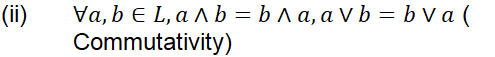 (ii) ∀a, b ∈ L, a ∧ b = b ∧ a, a ∨ b = b ∨ a (
Commutativity)